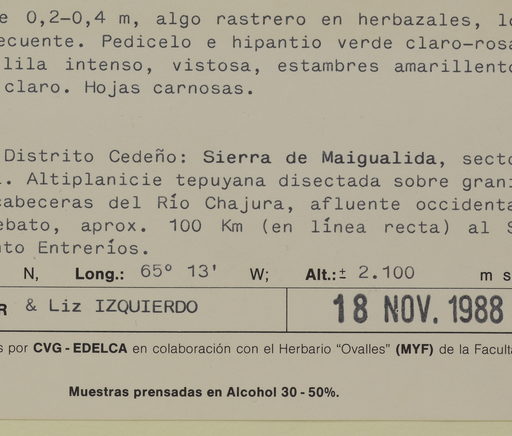 e 0,2-0,4 m, algo rastrero en herbazales, lo
ecuente. Pedicelo e hipantio verde claro-rosa
lila intenso, vistosa, estambres amarillento
claro. Hojas carnosas.
Distrito Cedeño: Sierra de Maigualida, secto
. Altiplanicie tepuyana disectada sobre grani
cabeceras del Río Chajura, afluente occidenta
ebato, aprox. 100 Km (en línea recta) al S
nto Entreríos.
N, Long.: 65º 13' W; Alt.:± 2.100 m s
R & Liz IZQUIERDO 18 NOV. 1988
s por CVG - EDELCA en colaboración con el Herbario "Ovalles" (MYF) de la Faculta
Muestras prensadas en Alcohol 30 - 50%.